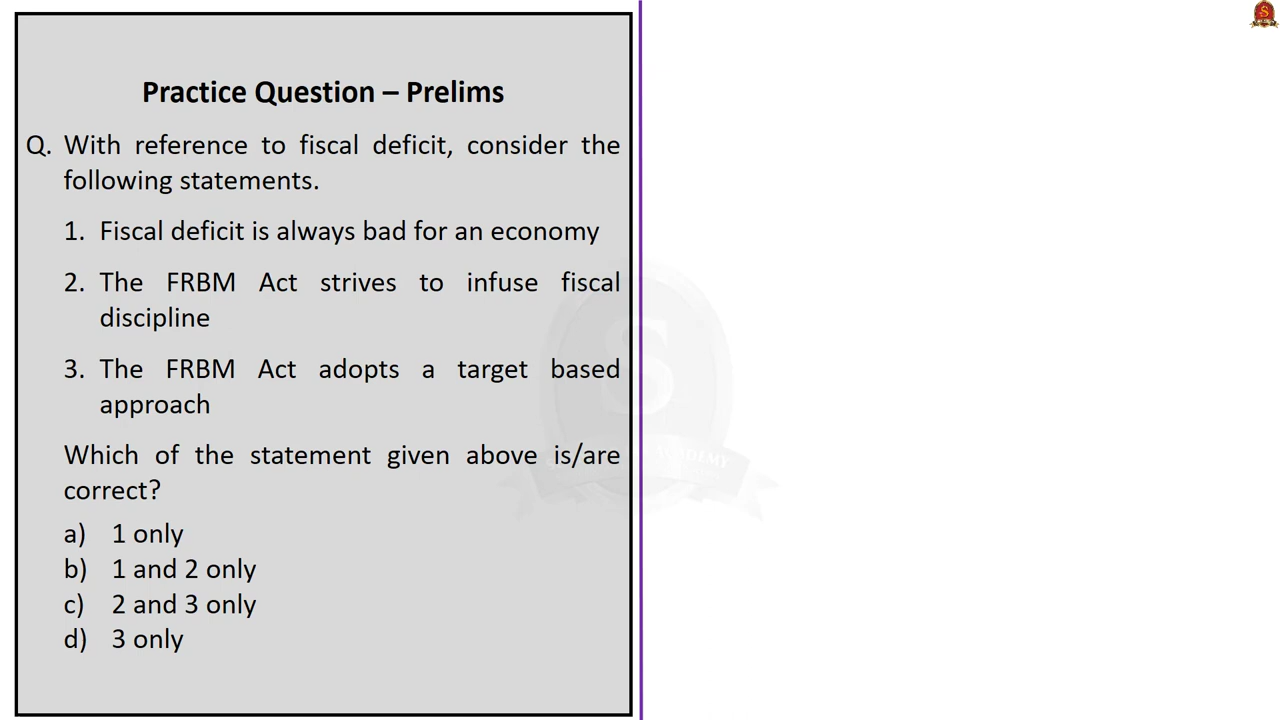 Practice Question – Prelims
Q. With reference to fiscal deficit, consider the
following statements.
1. Fiscal deficit is always bad for an economy
2. The FRBM Act strives to infuse fiscal
discipline
3. The FRBM Act adopts a target based
approach
Which of the statement given above is/are
correct?
a) 1 only
b) 1 and 2 only
c) 2 and 3 only
d) 3 only
S
ACADEMY